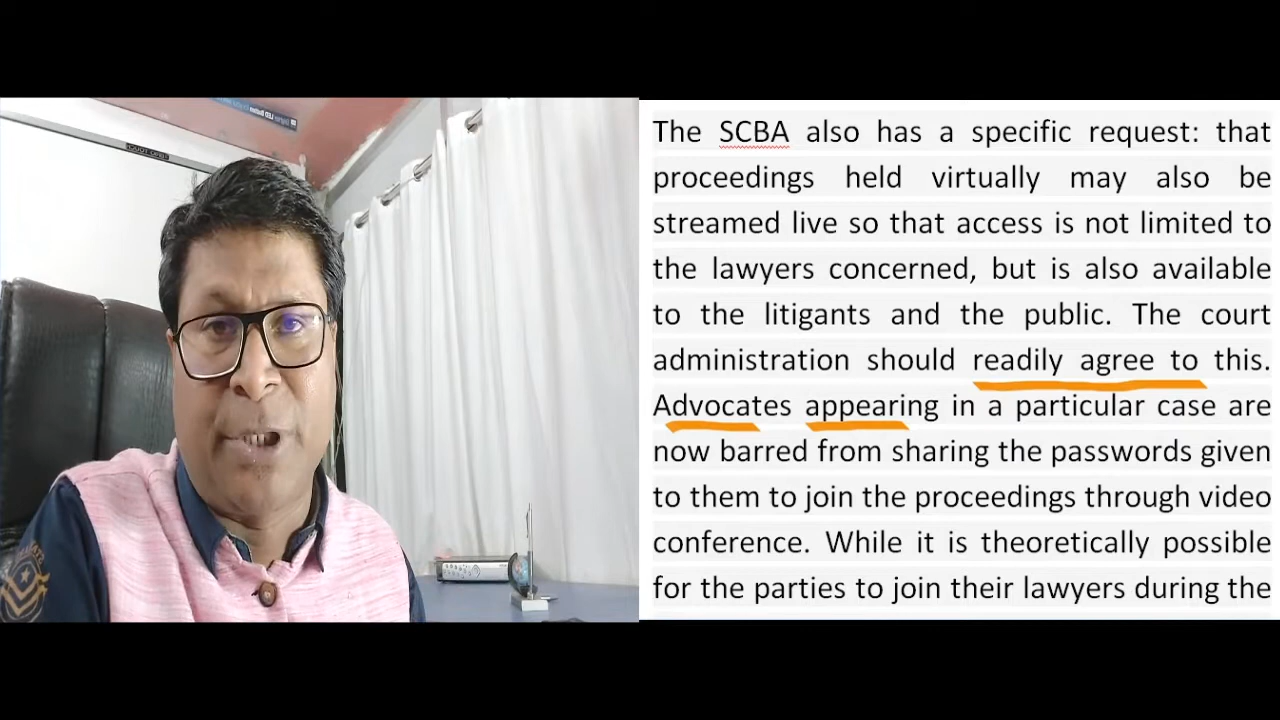 The SCBA also has a specific request: that
proceedings held virtually may also be
streamed live so that access is not limited to
the lawyers concerned, but is also available
to the litigants and the public. The court
administration should readily agree to this.
Advocates appearing in a particular case are
now barred from sharing the passwords given
to them to join the proceedings through video
conference. While it is theoretically possible
for the parties to join their lawyers during the